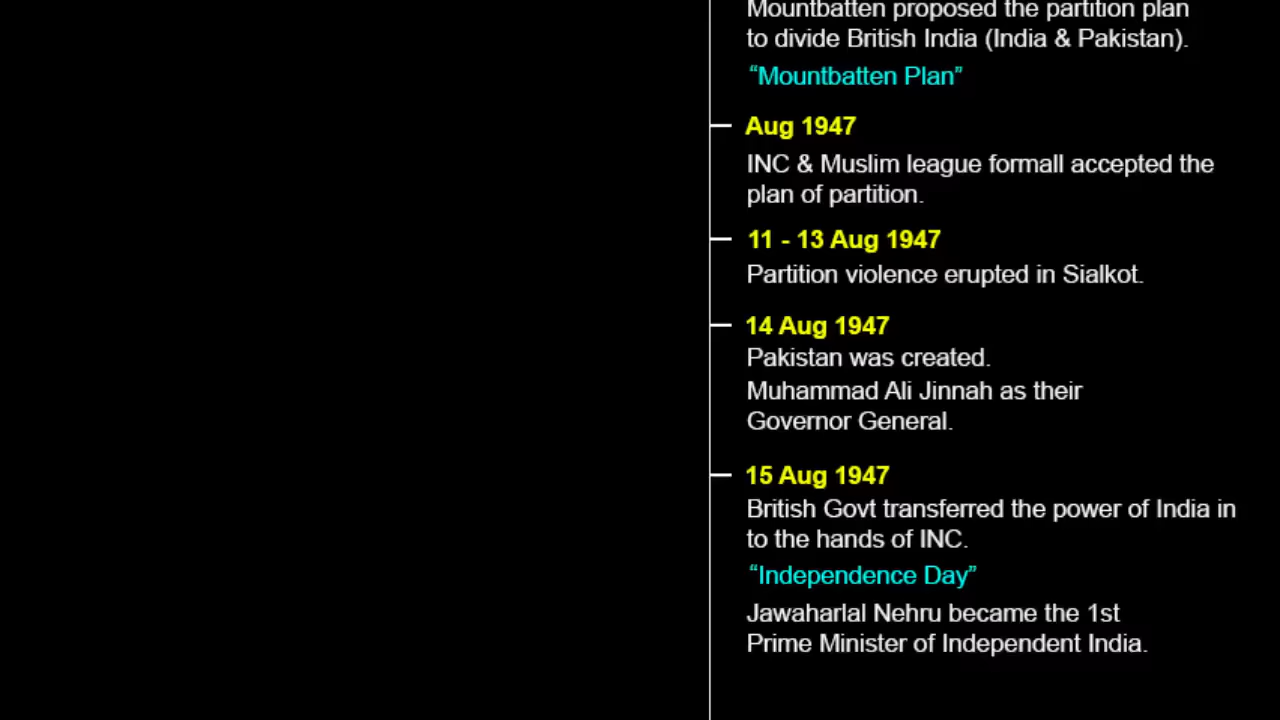 Mountbatten proposed the partition plan
to divide British India (India & Pakistan).
“Mountbatten Plan”
Aug 1947
INC & Muslim league formall accepted the
plan of partition.
11 - 13 Aug 1947
Partition violence erupted in Sialkot.
14 Aug 1947
Pakistan was created.
Muhammad Ali Jinnah as their
Governor General.
15 Aug 1947
British Govt transferred the power of India in
to the hands of INC.
“Independence Day”
Jawaharlal Nehru became the 1st
Prime Minister of Independent India.